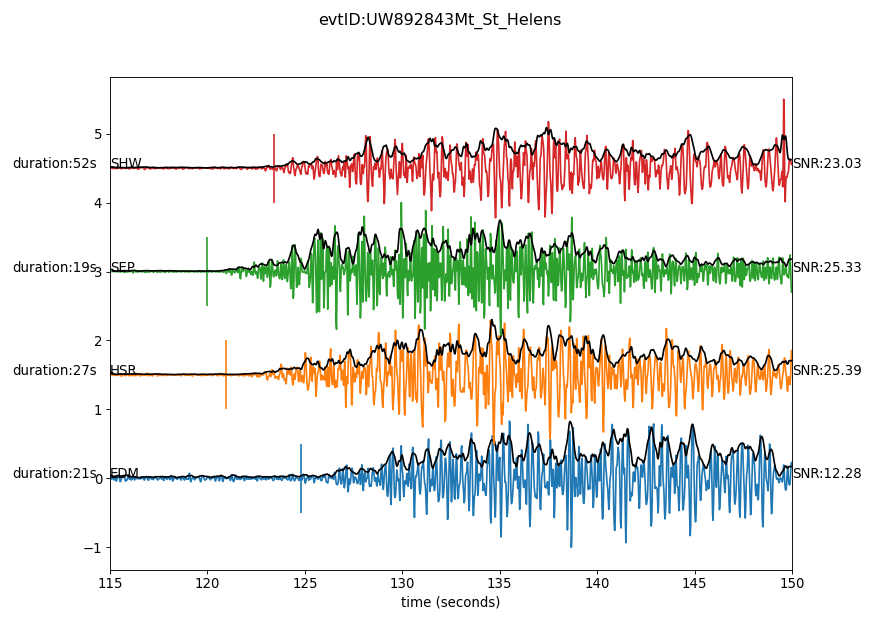 evtID:UW892843Mt_St_Helens
5
duration:52s SHW SNR:23.03
4
duration:19s 3 SEP SNR:25.33
2
duration:27s HSR SNR:25.39
1
duration:21s 0 EDM SNR:12.28
−1
115 120 125 130 135 140 145 150
time (seconds)